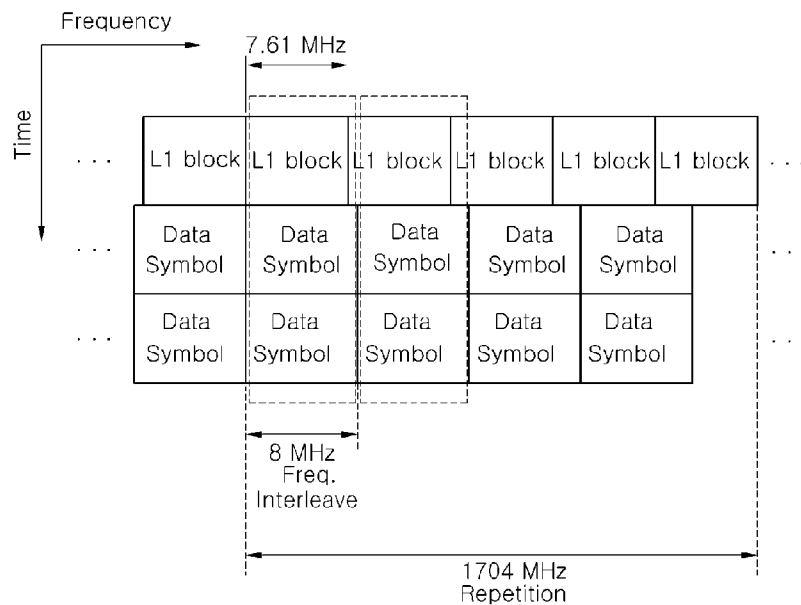 Frequency
7.61 MHz
Time
. . . L1 block L1 block L1 block L1 block L1 block L1 block . . .
. . . Data Symbol Data Symbol Data Symbol Data Symbol Data Symbol . . .
. . . Data Symbol Data Symbol Data Symbol Data Symbol Data Symbol . . .
8 MHz
Freq.
Interleave
1704 MHz
Repetition